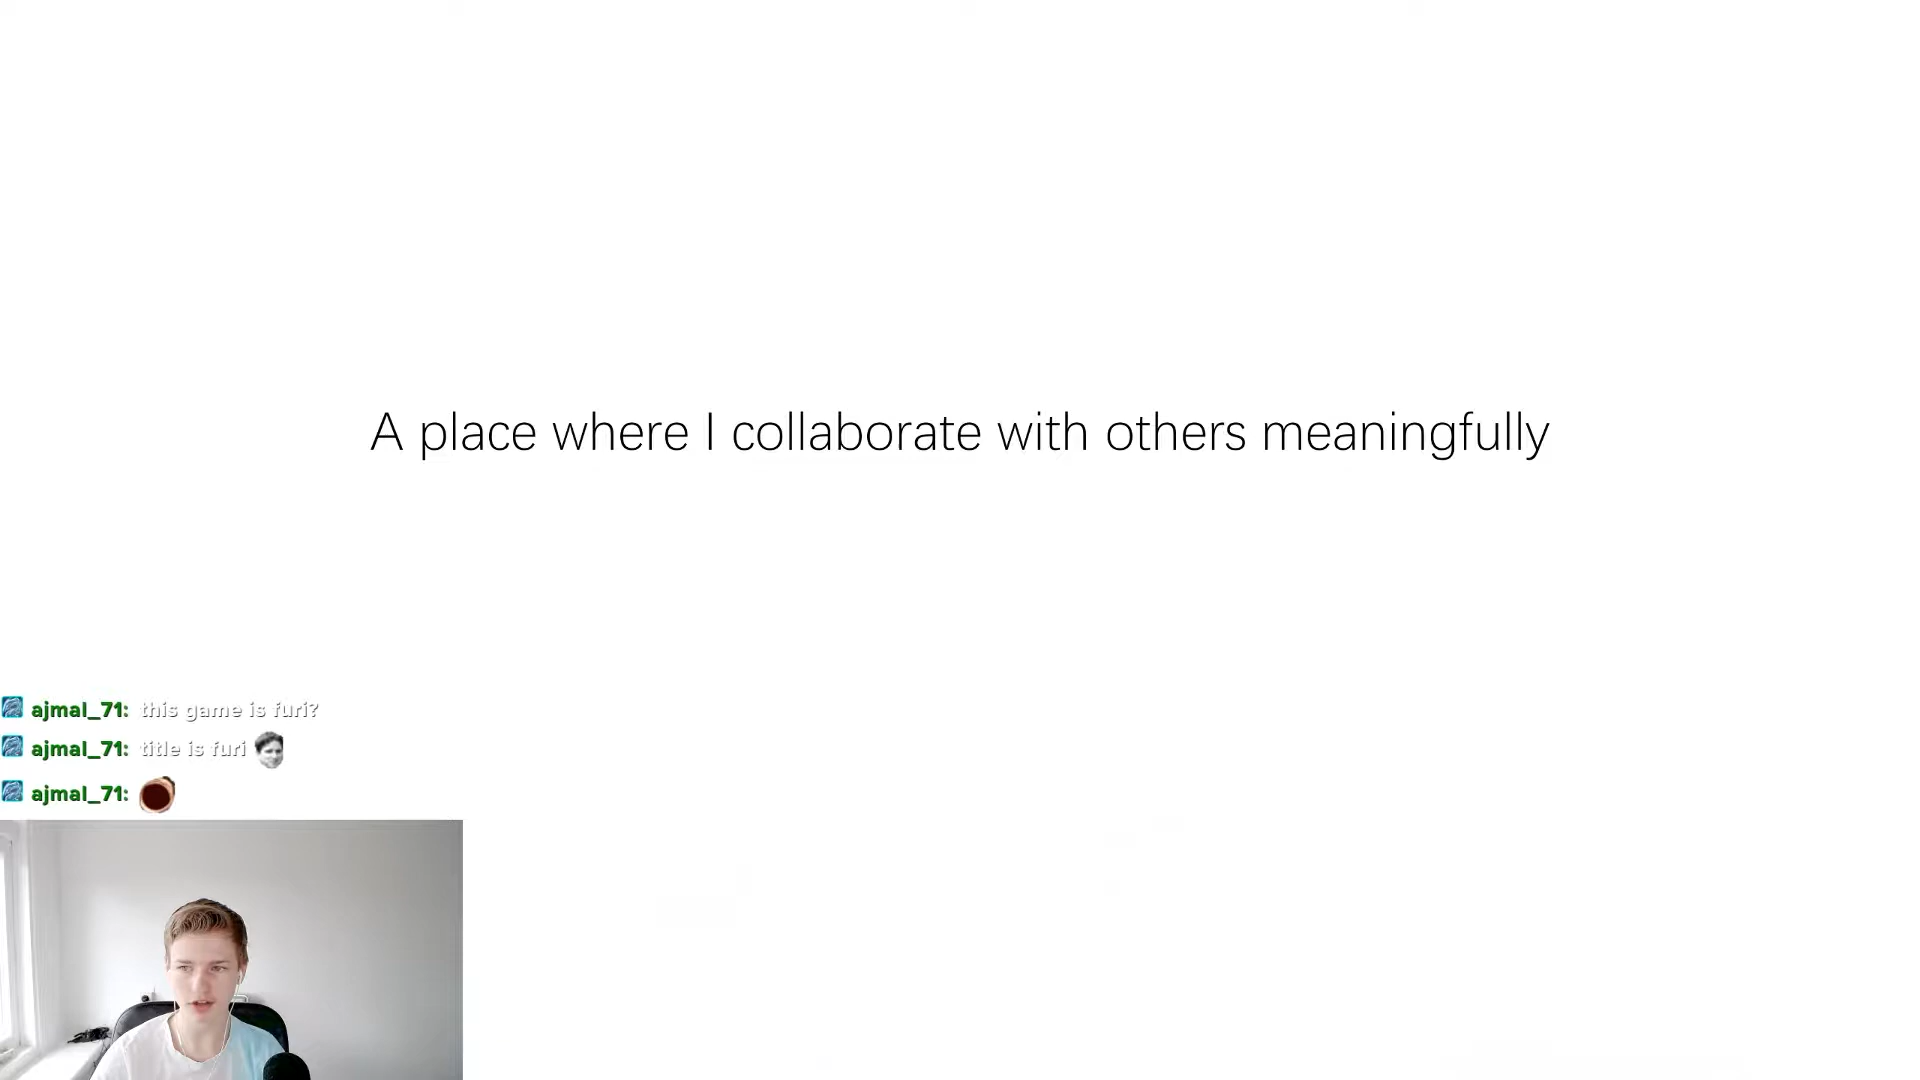 A place where I collaborate with others meaningfully
ajmal_71: this game is furi?
ajmal_71: title is furi
ajmal_71: